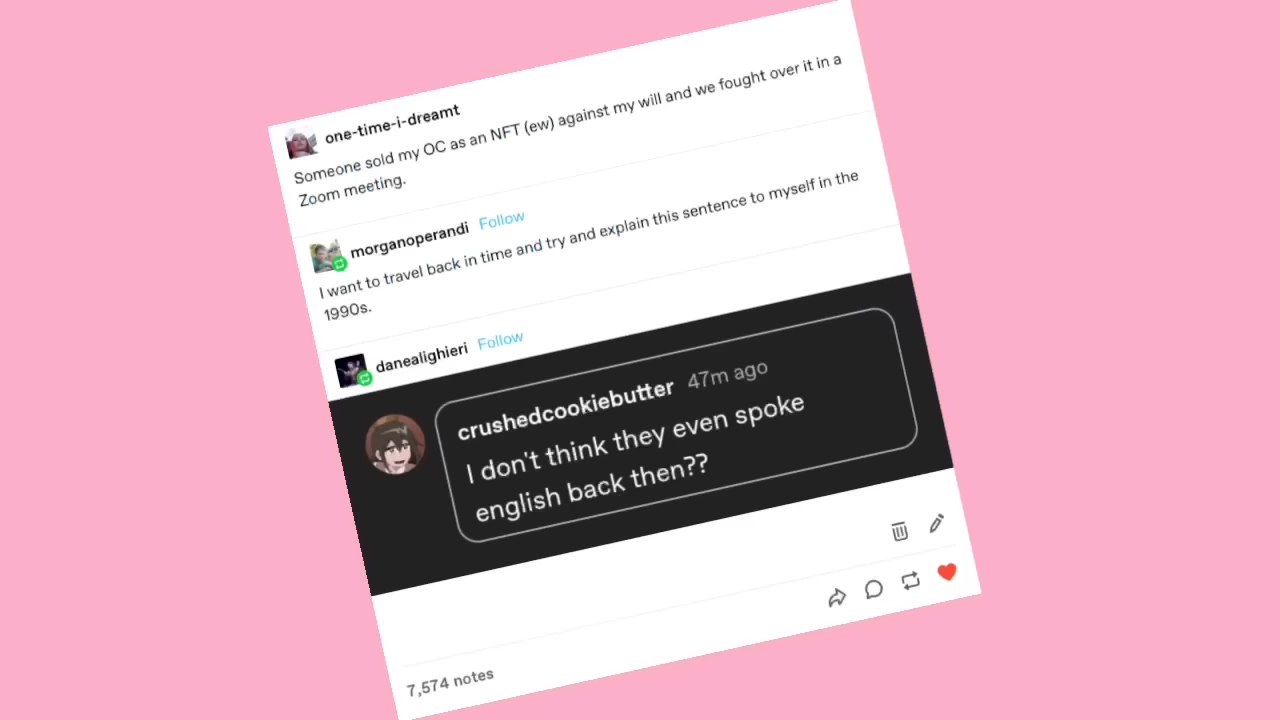 one-time-i-dreamt
Someone sold my OC as an NFT (ew) against my will and we fought over it in a
Zoom meeting.
morganoperandi Follow
I want to travel back in time and try and explain this sentence to myself in the
1990s.
danealighieri Follow
crushedcookiebutter 47m ago
I don't think they even spoke
english back then??
7,574 notes